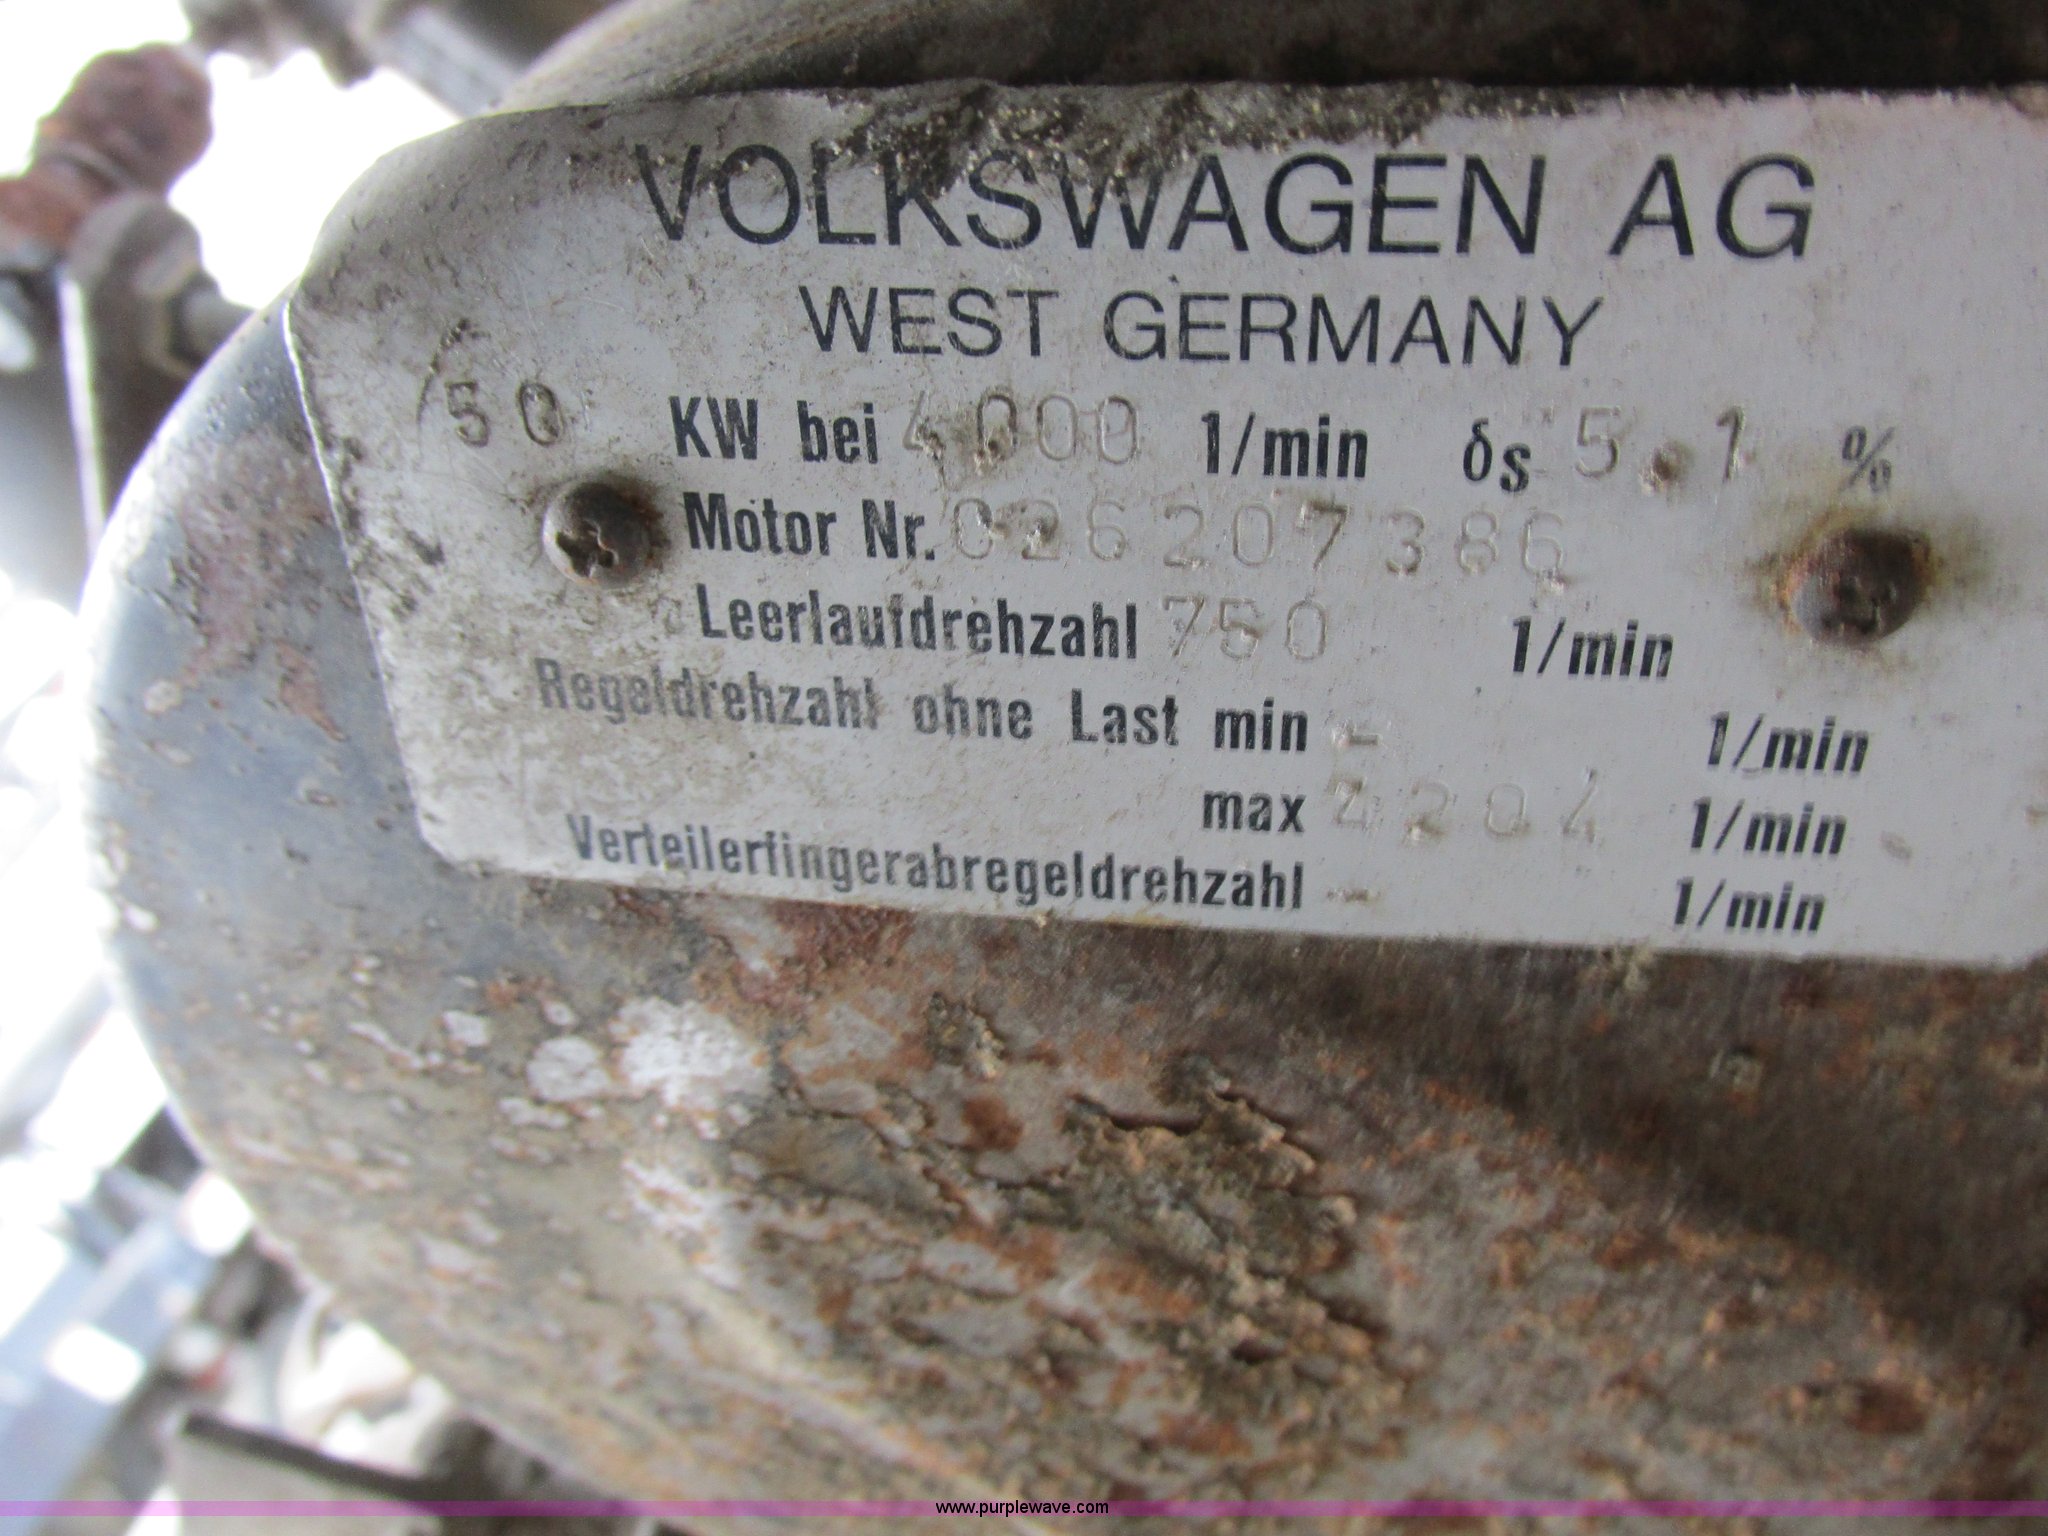 VOLKSWAGEN AG
WEST GERMANY
50 KW bei 4000 1/min δs 5.1 %
Motor Nr. 026207386
Leerlaufdrehzahl 750 1/min
Regeldrehzahl ohne Last min - 1/min
max 4204 1/min
Verteilerfingerabregeldrehzahl - 1/min
www.purplewave.com